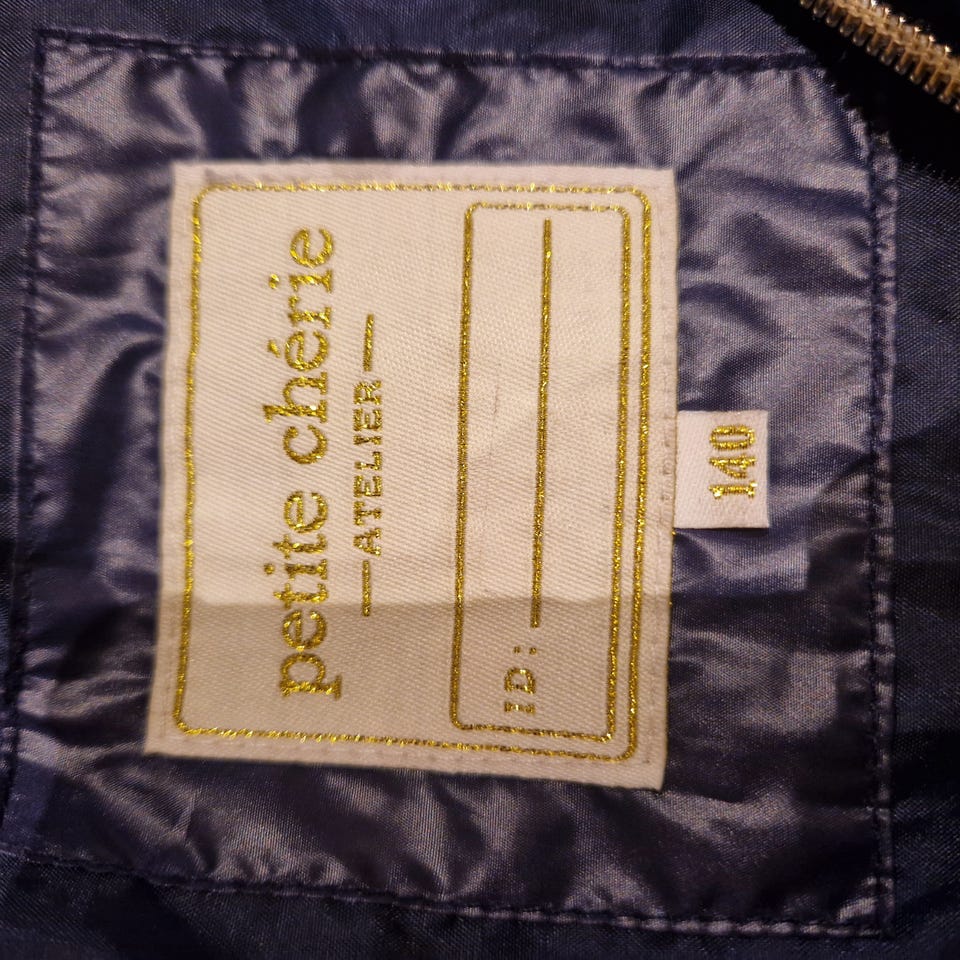 petite chérie
—ATELIER—
ID:
140